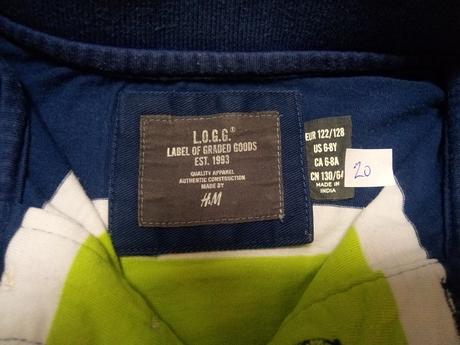 L.O.G.G.®
LABEL OF GRADED GOODS
EST. 1993
QUALITY APPAREL
AUTHENTIC CONSTRUCTION
MADE BY
H&M
EUR 122/128
US 6-8Y
CA 6-8A
CN 130/64
MADE IN
INDIA
20